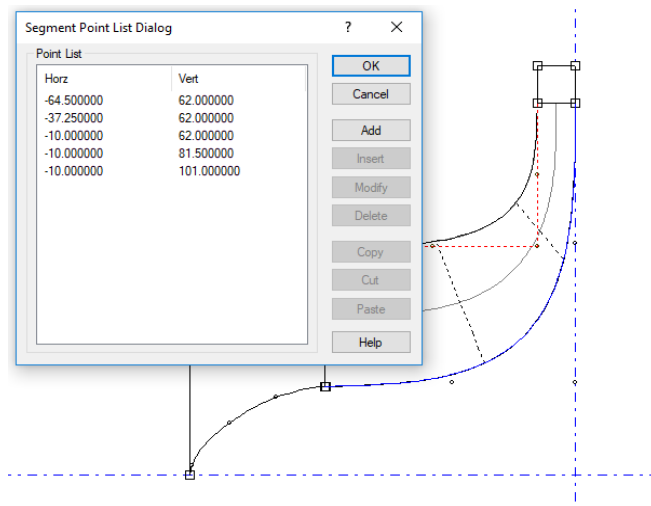 Segment Point List Dialog ? ×
Point List
Horz Vert
-64.500000 62.000000
-37.250000 62.000000
-10.000000 62.000000
-10.000000 81.500000
-10.000000 101.000000
OK
Cancel
Add
Insert
Modify
Delete
Copy
Cut
Paste
Help